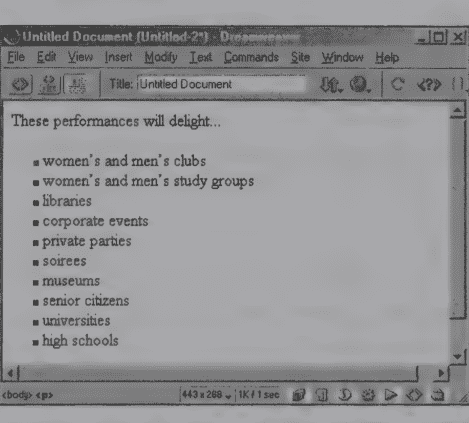 Untitled Document (Untitled-2*) - Dreamweaver
File Edit View Insert Modify Text Commands Site Window Help
Title: Untitled Document
These performances will delight...
women's and men's clubs
women's and men's study groups
libraries
corporate events
private parties
soirees
museums
senior citizens
universities
high schools
<body> <p> 443 x 268 1K / 1 sec